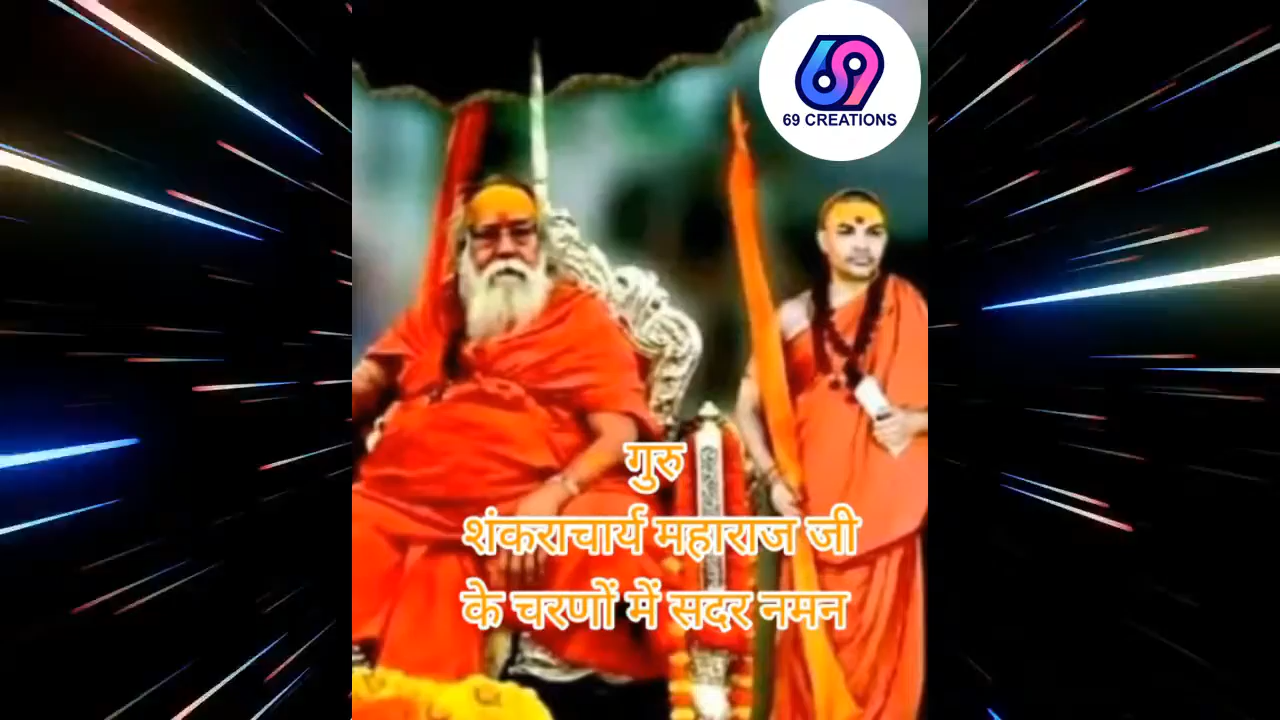 69 CREATIONS
गुरु
शंकराचार्य महाराज जी
के चरणों में सदर नमन